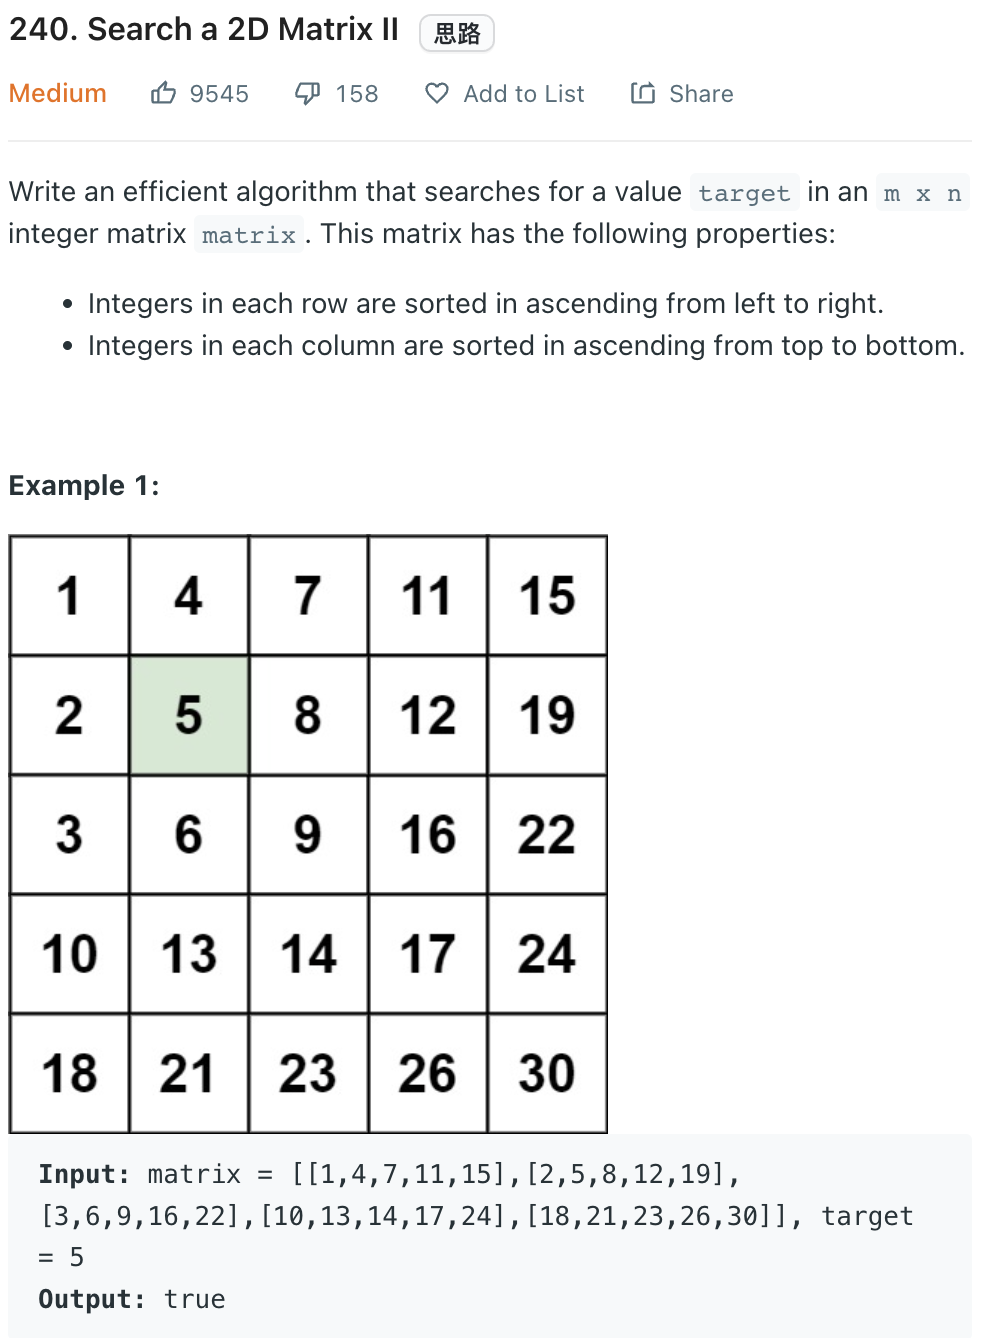 240. Search a 2D Matrix II 思路
Medium 9545 158 Add to List Share
Write an efficient algorithm that searches for a value target in an m x n
integer matrix matrix. This matrix has the following properties:
• Integers in each row are sorted in ascending from left to right.
• Integers in each column are sorted in ascending from top to bottom.
Example 1:
1 4 7 11 15
2 5 8 12 19
3 6 9 16 22
10 13 14 17 24
18 21 23 26 30
Input: matrix = [[1,4,7,11,15],[2,5,8,12,19],
[3,6,9,16,22],[10,13,14,17,24],[18,21,23,26,30]], target
= 5
Output: true